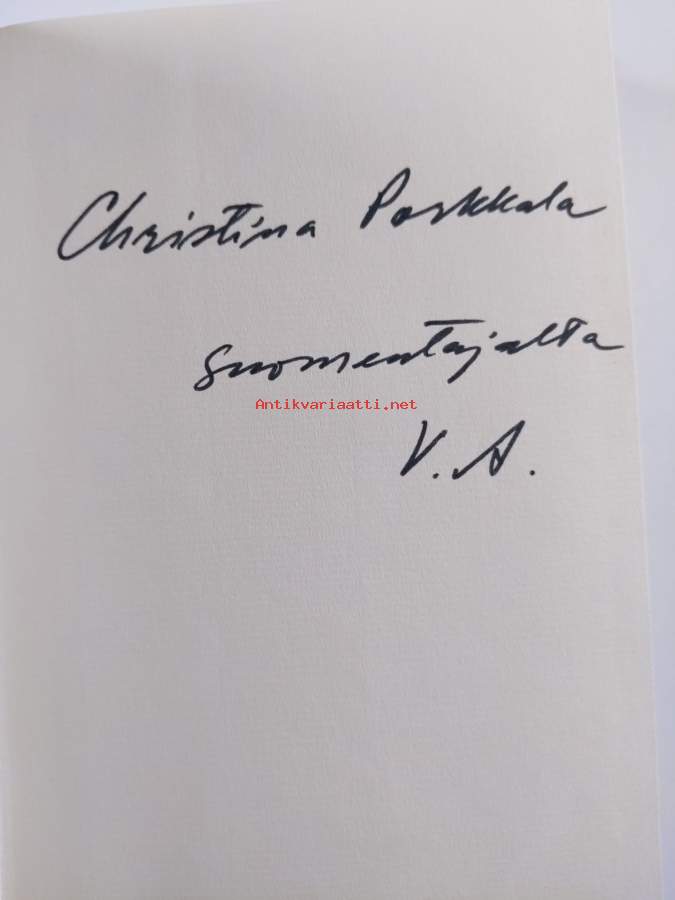 Christina Porkkala
suomentajalta
Antikvariaatti.net
V. A.